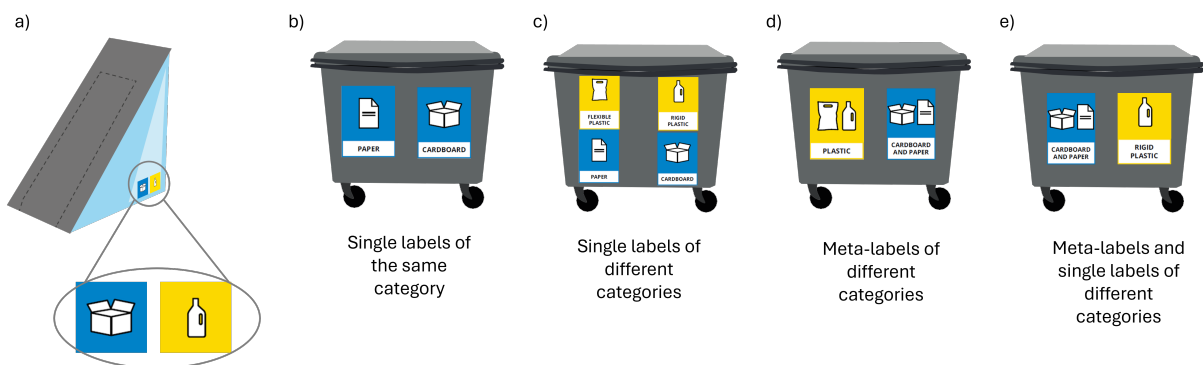 a)
b)
c)
d)
e)
PAPER
CARDBOARD
FLEXIBLE
PLASTIC
RIGID
PLASTIC
PAPER
CARDBOARD
PLASTIC
CARDBOARD
AND PAPER
CARDBOARD
AND PAPER
RIGID
PLASTIC
Single labels of
the same
category
Single labels of
different
categories
Meta-labels of
different
categories
Meta-labels and
single labels of
different
categories